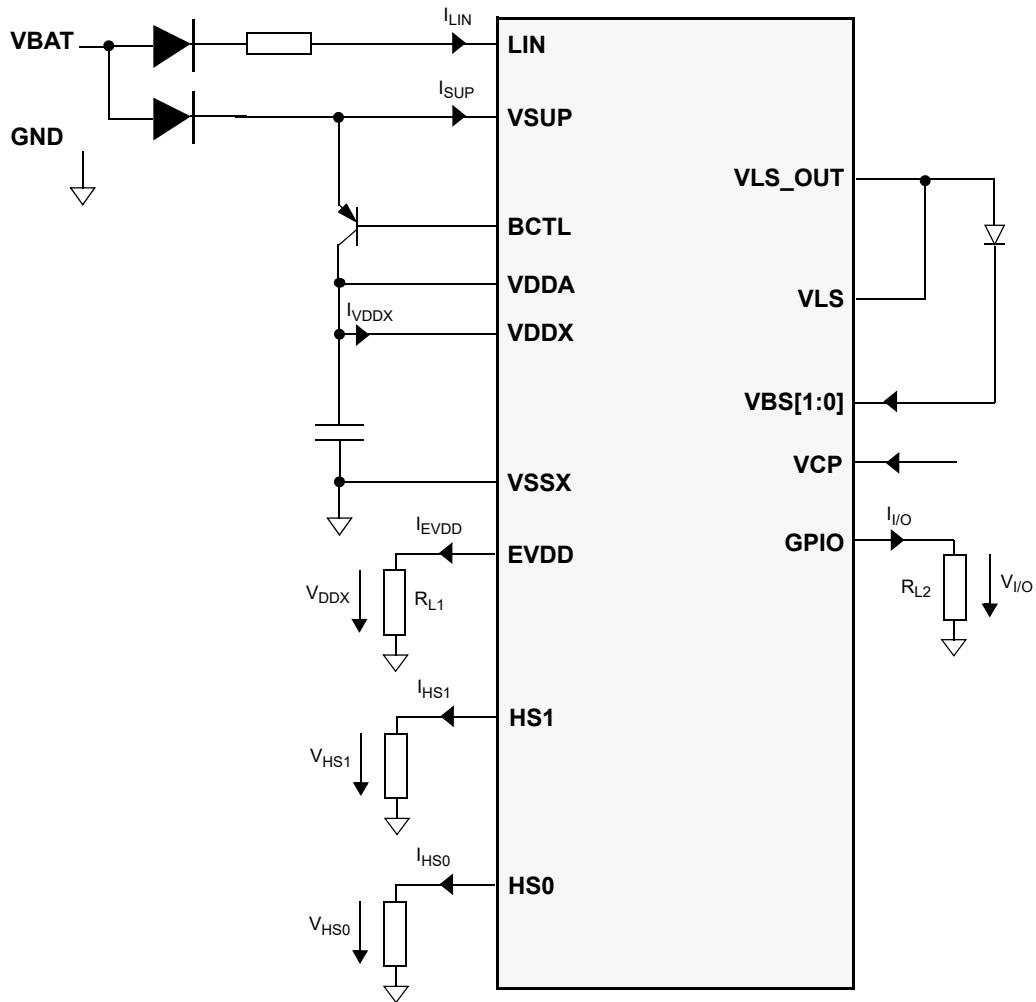 VBAT
I_LIN
LIN
I_SUP
VSUP
GND
VLS_OUT
BCTL
VDDA
VLS
I_VDDX
VDDX
VBS[1:0]
VCP
VSSX
I_EVDD
EVDD
GPIO
I_I/O
V_DDX
R_L1
R_L2
V_I/O
I_HS1
HS1
V_HS1
I_HS0
HS0
V_HS0